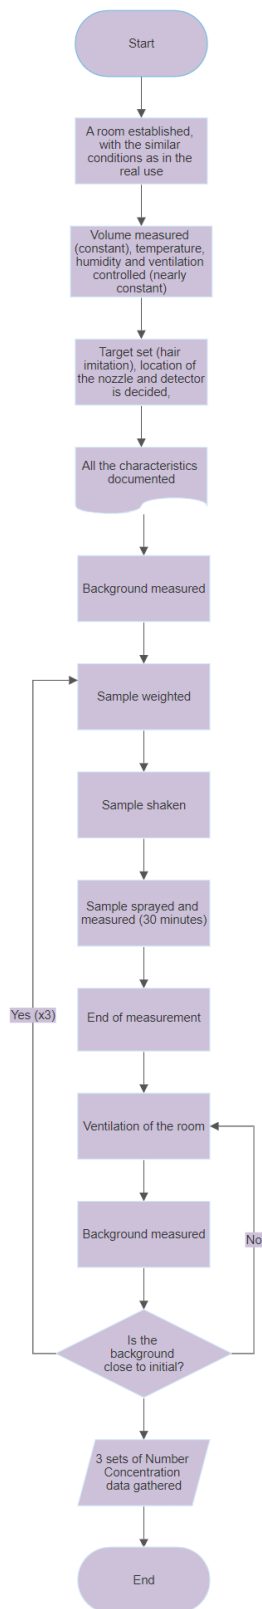 Start
A room established,
with the similar
conditions as in the
real use
Volume measured
(constant), temperature,
humidity and ventilation
controlled (nearly
constant)
Target set (hair
imitation), location of
the nozzle and detector
is decided,
All the characteristics
documented
Background measured
Sample weighted
Sample shaken
Sample sprayed and
measured (30 minutes)
End of measurement
Yes (x3)
Ventilation of the room
Background measured
No
Is the
background
close to initial?
3 sets of Number
Concentration
data gathered
End